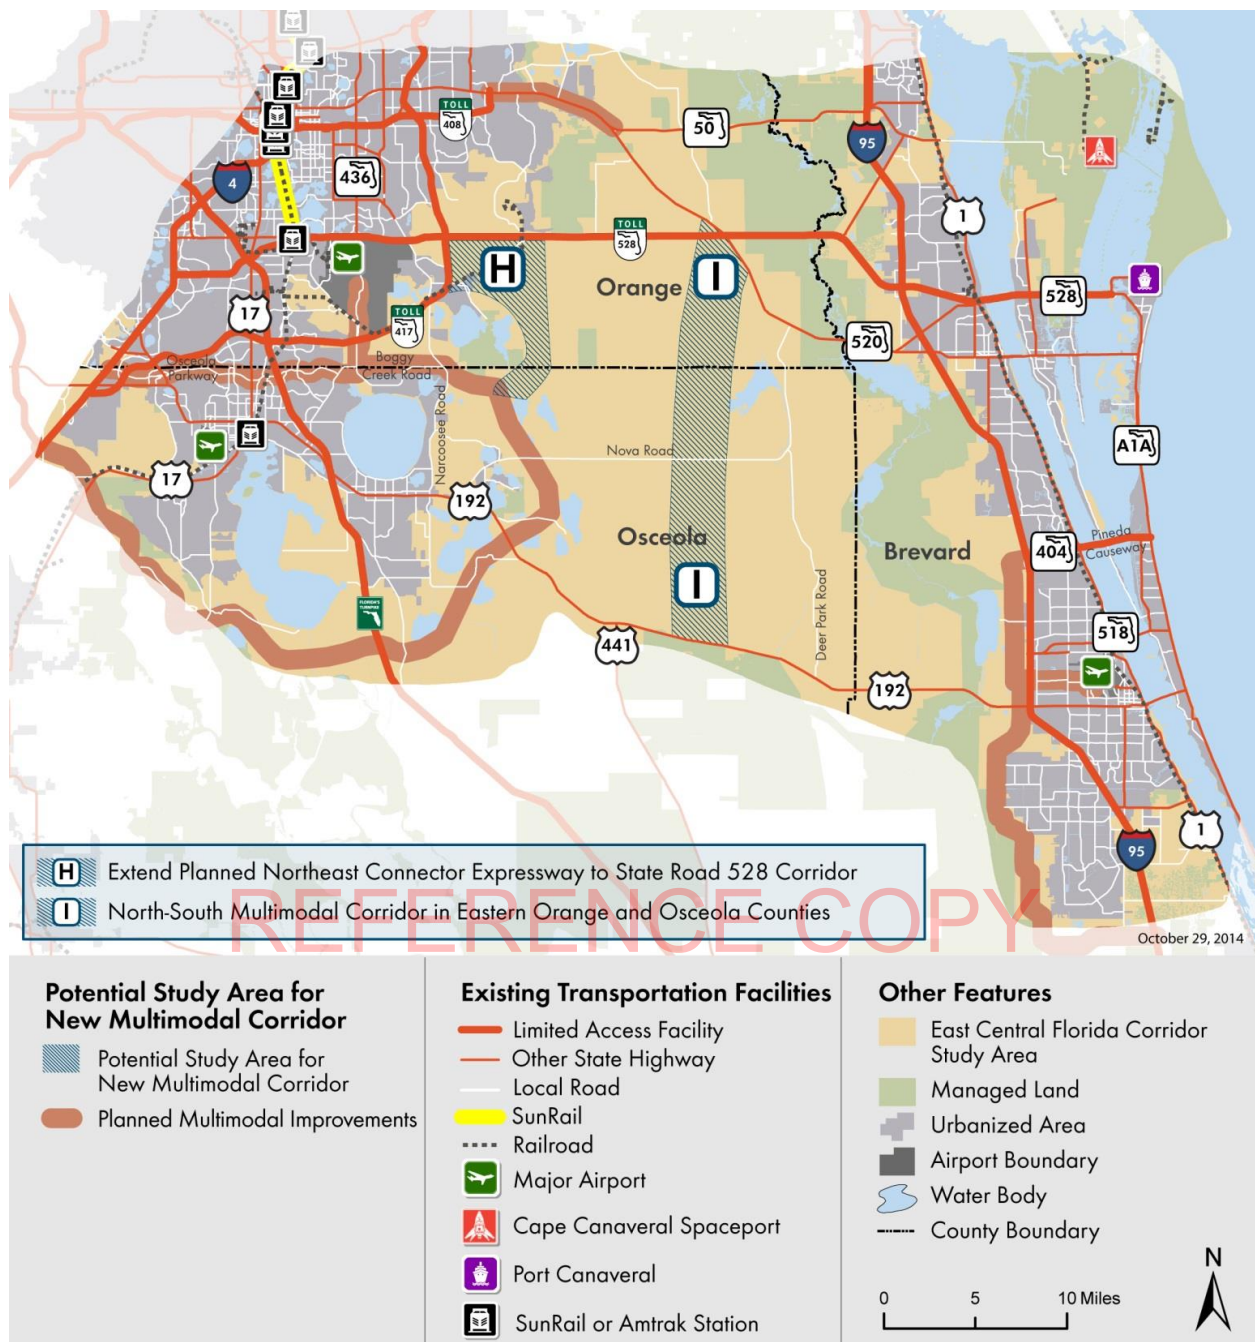 TOLL
408
50
95
4
436
1
TOLL
528
H
I
Orange
528
17
TOLL
417
520
Osceola
Parkway
Boggy
Creek Road
Narcoossee Road
A1A
Nova Road
17
192
Osceola
Brevard
404
Pineda
Causeway
I
FLORIDA'S
TURNPIKE
Deer Park Road
518
441
192
1
95
H Extend Planned Northeast Connector Expressway to State Road 528 Corridor
I North-South Multimodal Corridor in Eastern Orange and Osceola Counties
REFERENCE COPY
October 29, 2014
Potential Study Area for
New Multimodal Corridor
Potential Study Area for
New Multimodal Corridor
Planned Multimodal Improvements
Existing Transportation Facilities
Limited Access Facility
Other State Highway
Local Road
SunRail
Railroad
Major Airport
Cape Canaveral Spaceport
Port Canaveral
SunRail or Amtrak Station
Other Features
East Central Florida Corridor
Study Area
Managed Land
Urbanized Area
Airport Boundary
Water Body
County Boundary
N
0 5 10 Miles